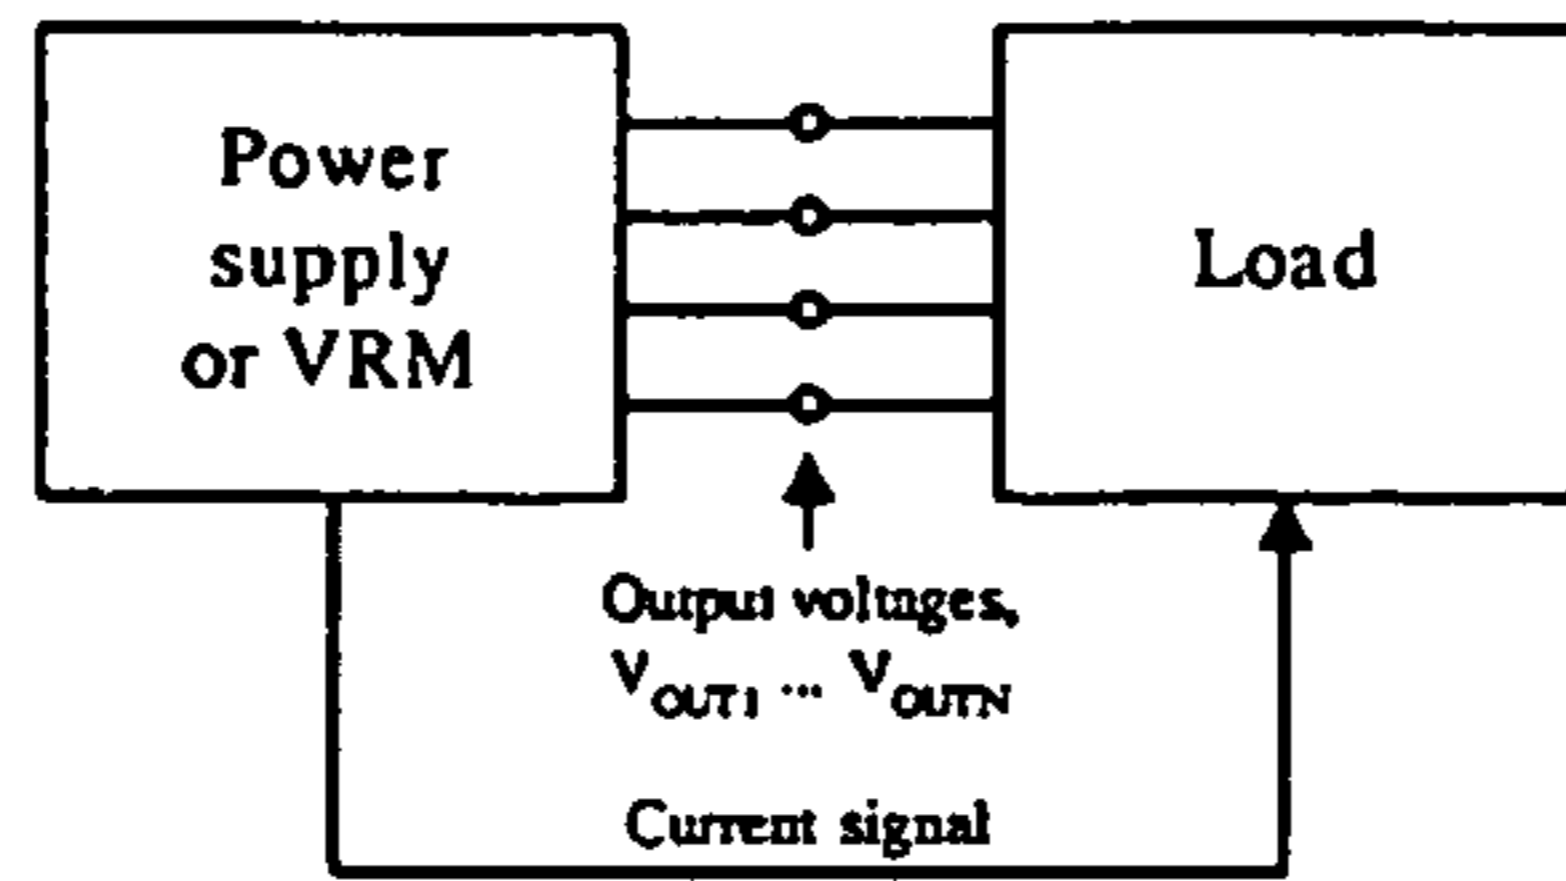 Power
supply
or VRM
Load
Output voltages,
VOUT1 ... VOUTN
Current signal